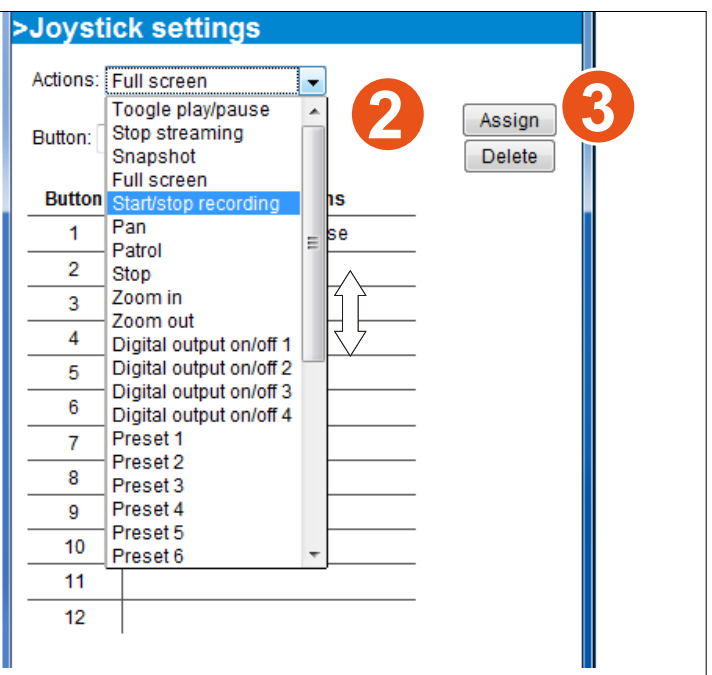 >Joystick settings
Actions: Full screen
2
3
Assign
Button:
Delete
Toogle play/pause
Stop streaming
Snapshot
Full screen
Start/stop recording
Pan
Patrol
Stop
Zoom in
Zoom out
Digital output on/off 1
Digital output on/off 2
Digital output on/off 3
Digital output on/off 4
Preset 1
Preset 2
Preset 3
Preset 4
Preset 5
Preset 6
Button
1
2
3
4
5
6
7
8
9
10
11
12